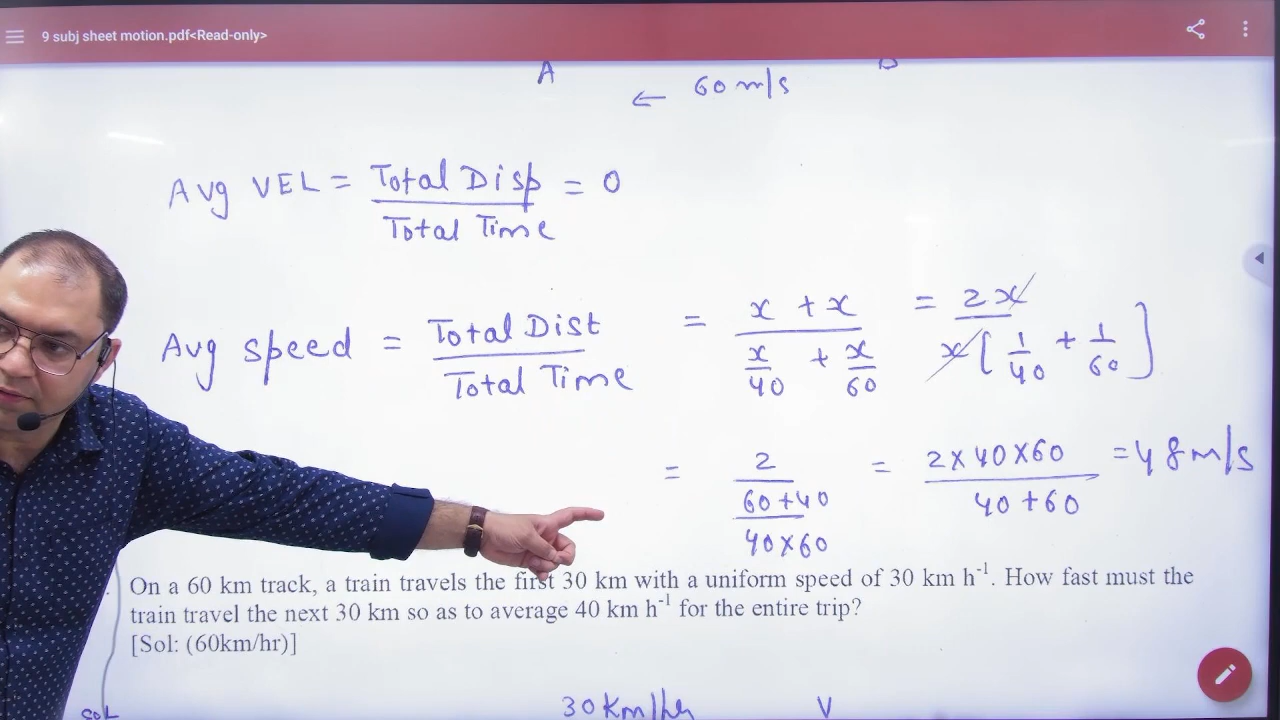 9 subj sheet motion.pdf<Read-only>
A
← 60 m/s
Avg VEL = Total Disp / Total Time = 0
Avg speed = Total Dist / Total Time = x + x / x/40 + x/60 = 2x / x[1/40 + 1/60]
= 2 / 60+40 / 40×60 = 2×40×60 / 40+60 = 48 m/s
On a 60 km track, a train travels the first 30 km with a uniform speed of 30 km h⁻¹. How fast must the
train travel the next 30 km so as to average 40 km h⁻¹ for the entire trip?
[Sol: (60km/hr)]
Sol
30 Km/hr V